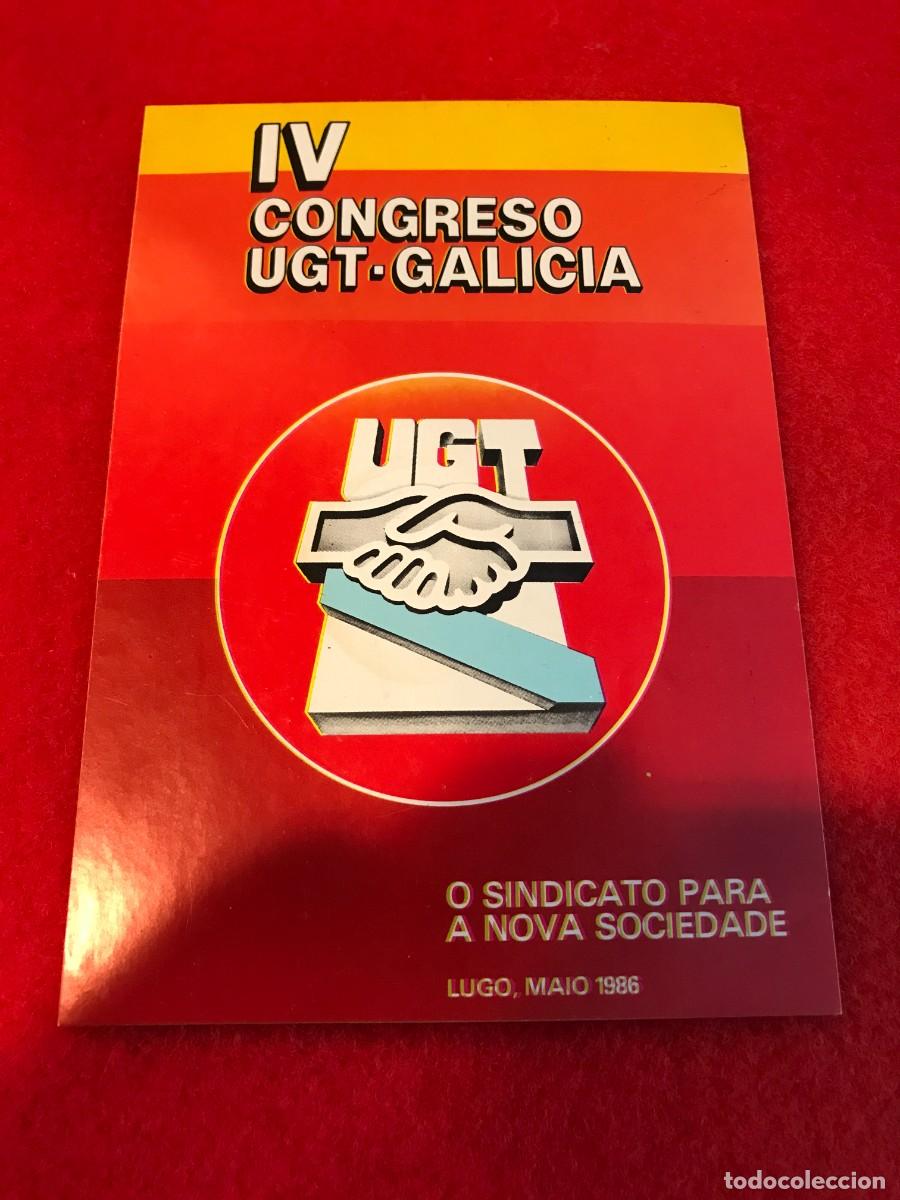 IV
CONGRESO
UGT·GALICIA
UGT
O SINDICATO PARA
A NOVA SOCIEDADE
LUGO, MAIO 1986
todocoleccion